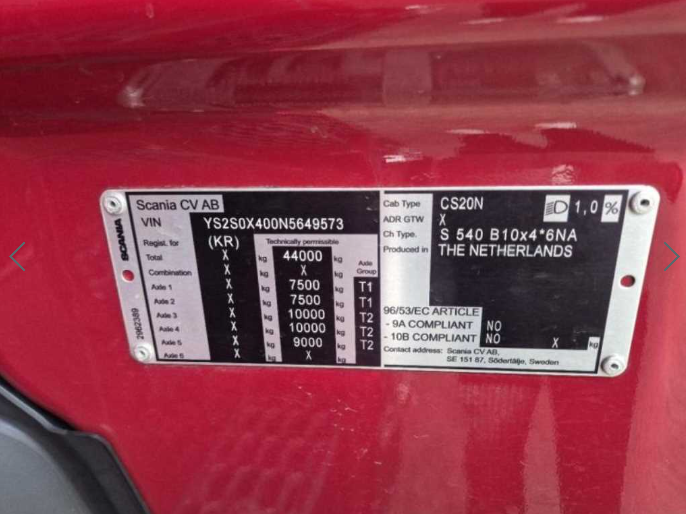 Scania CV AB
VIN YS2S0X400N5649573
Regist. for (KR) Technically permissible
Total X kg 44000 kg Axle Group
Combination X kg X kg
Axle 1 X kg 7500 kg T1
Axle 2 X kg 7500 kg T1
Axle 3 X kg 10000 kg T2
Axle 4 X kg 10000 kg T2
Axle 5 X kg 9000 kg T2
Axle 6 X kg X kg
SCANIA
2962389
Cab Type CS20N 1,0 %
ADR GTW X
Ch Type. S 540 B10x4*6NA
Produced in THE NETHERLANDS
96/53/EC ARTICLE
- 9A COMPLIANT NO
- 10B COMPLIANT NO X kg
Contact address: Scania CV AB,
SE 151 87, Södertälje, Sweden